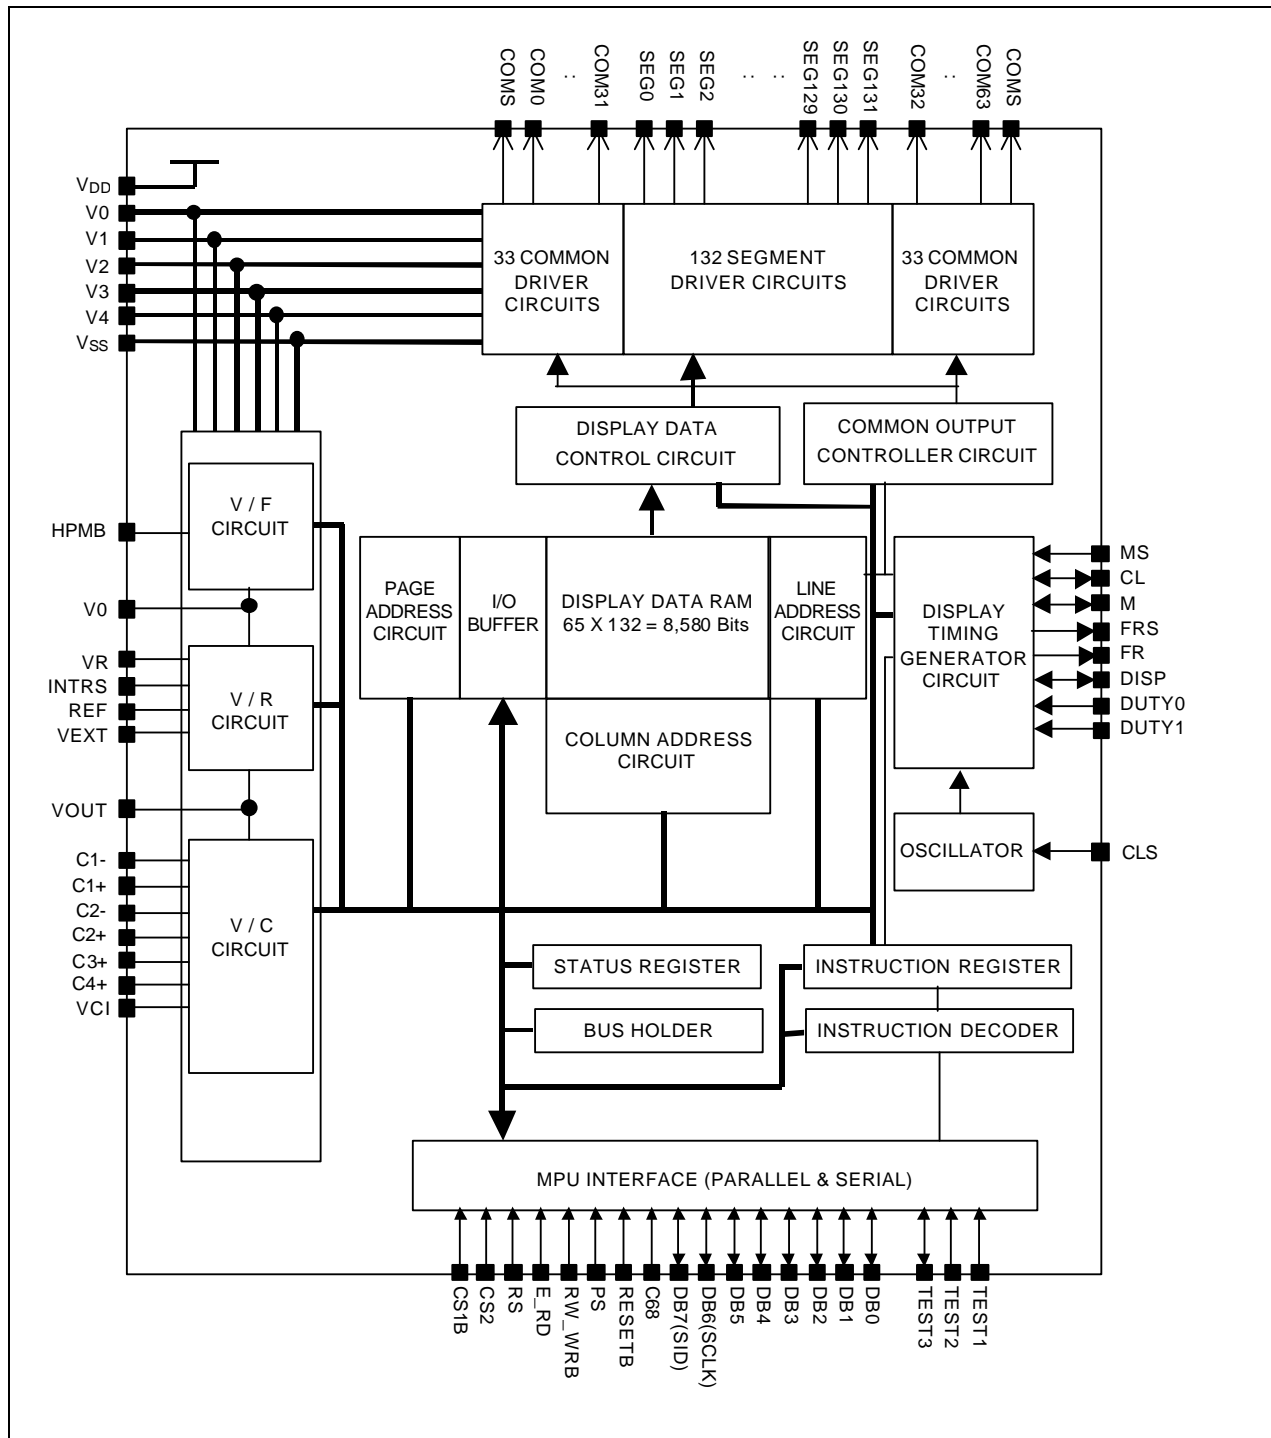 COMS
COM0
: :
COM31
SEG0
SEG1
SEG2
: : : :
SEG129
SEG130
SEG131
COM32
: :
COM63
COMS
VDD
V0
V1
V2
V3
V4
VSS
33 COMMON
DRIVER
CIRCUITS
132 SEGMENT
DRIVER CIRCUITS
33 COMMON
DRIVER
CIRCUITS
DISPLAY DATA
CONTROL CIRCUIT
COMMON OUTPUT
CONTROLLER CIRCUIT
HPMB
V / F
CIRCUIT
V0
VR
INTRS
REF
VEXT
V / R
CIRCUIT
VOUT
C1-
C1+
C2-
C2+
C3+
C4+
VCI
V / C
CIRCUIT
PAGE
ADDRESS
CIRCUIT
I/O
BUFFER
DISPLAY DATA RAM
65 X 132 = 8,580 Bits
LINE
ADDRESS
CIRCUIT
COLUMN ADDRESS
CIRCUIT
DISPLAY
TIMING
GENERATOR
CIRCUIT
MS
CL
M
FRS
FR
DISP
DUTY0
DUTY1
OSCILLATOR
CLS
STATUS REGISTER
INSTRUCTION REGISTER
BUS HOLDER
INSTRUCTION DECODER
MPU INTERFACE (PARALLEL & SERIAL)
CS1B
CS2
RS
E_RD
RW_WRB
PS
RESETB
C68
DB7(SID)
DB6(SCLK)
DB5
DB4
DB3
DB2
DB1
DB0
TEST3
TEST2
TEST1